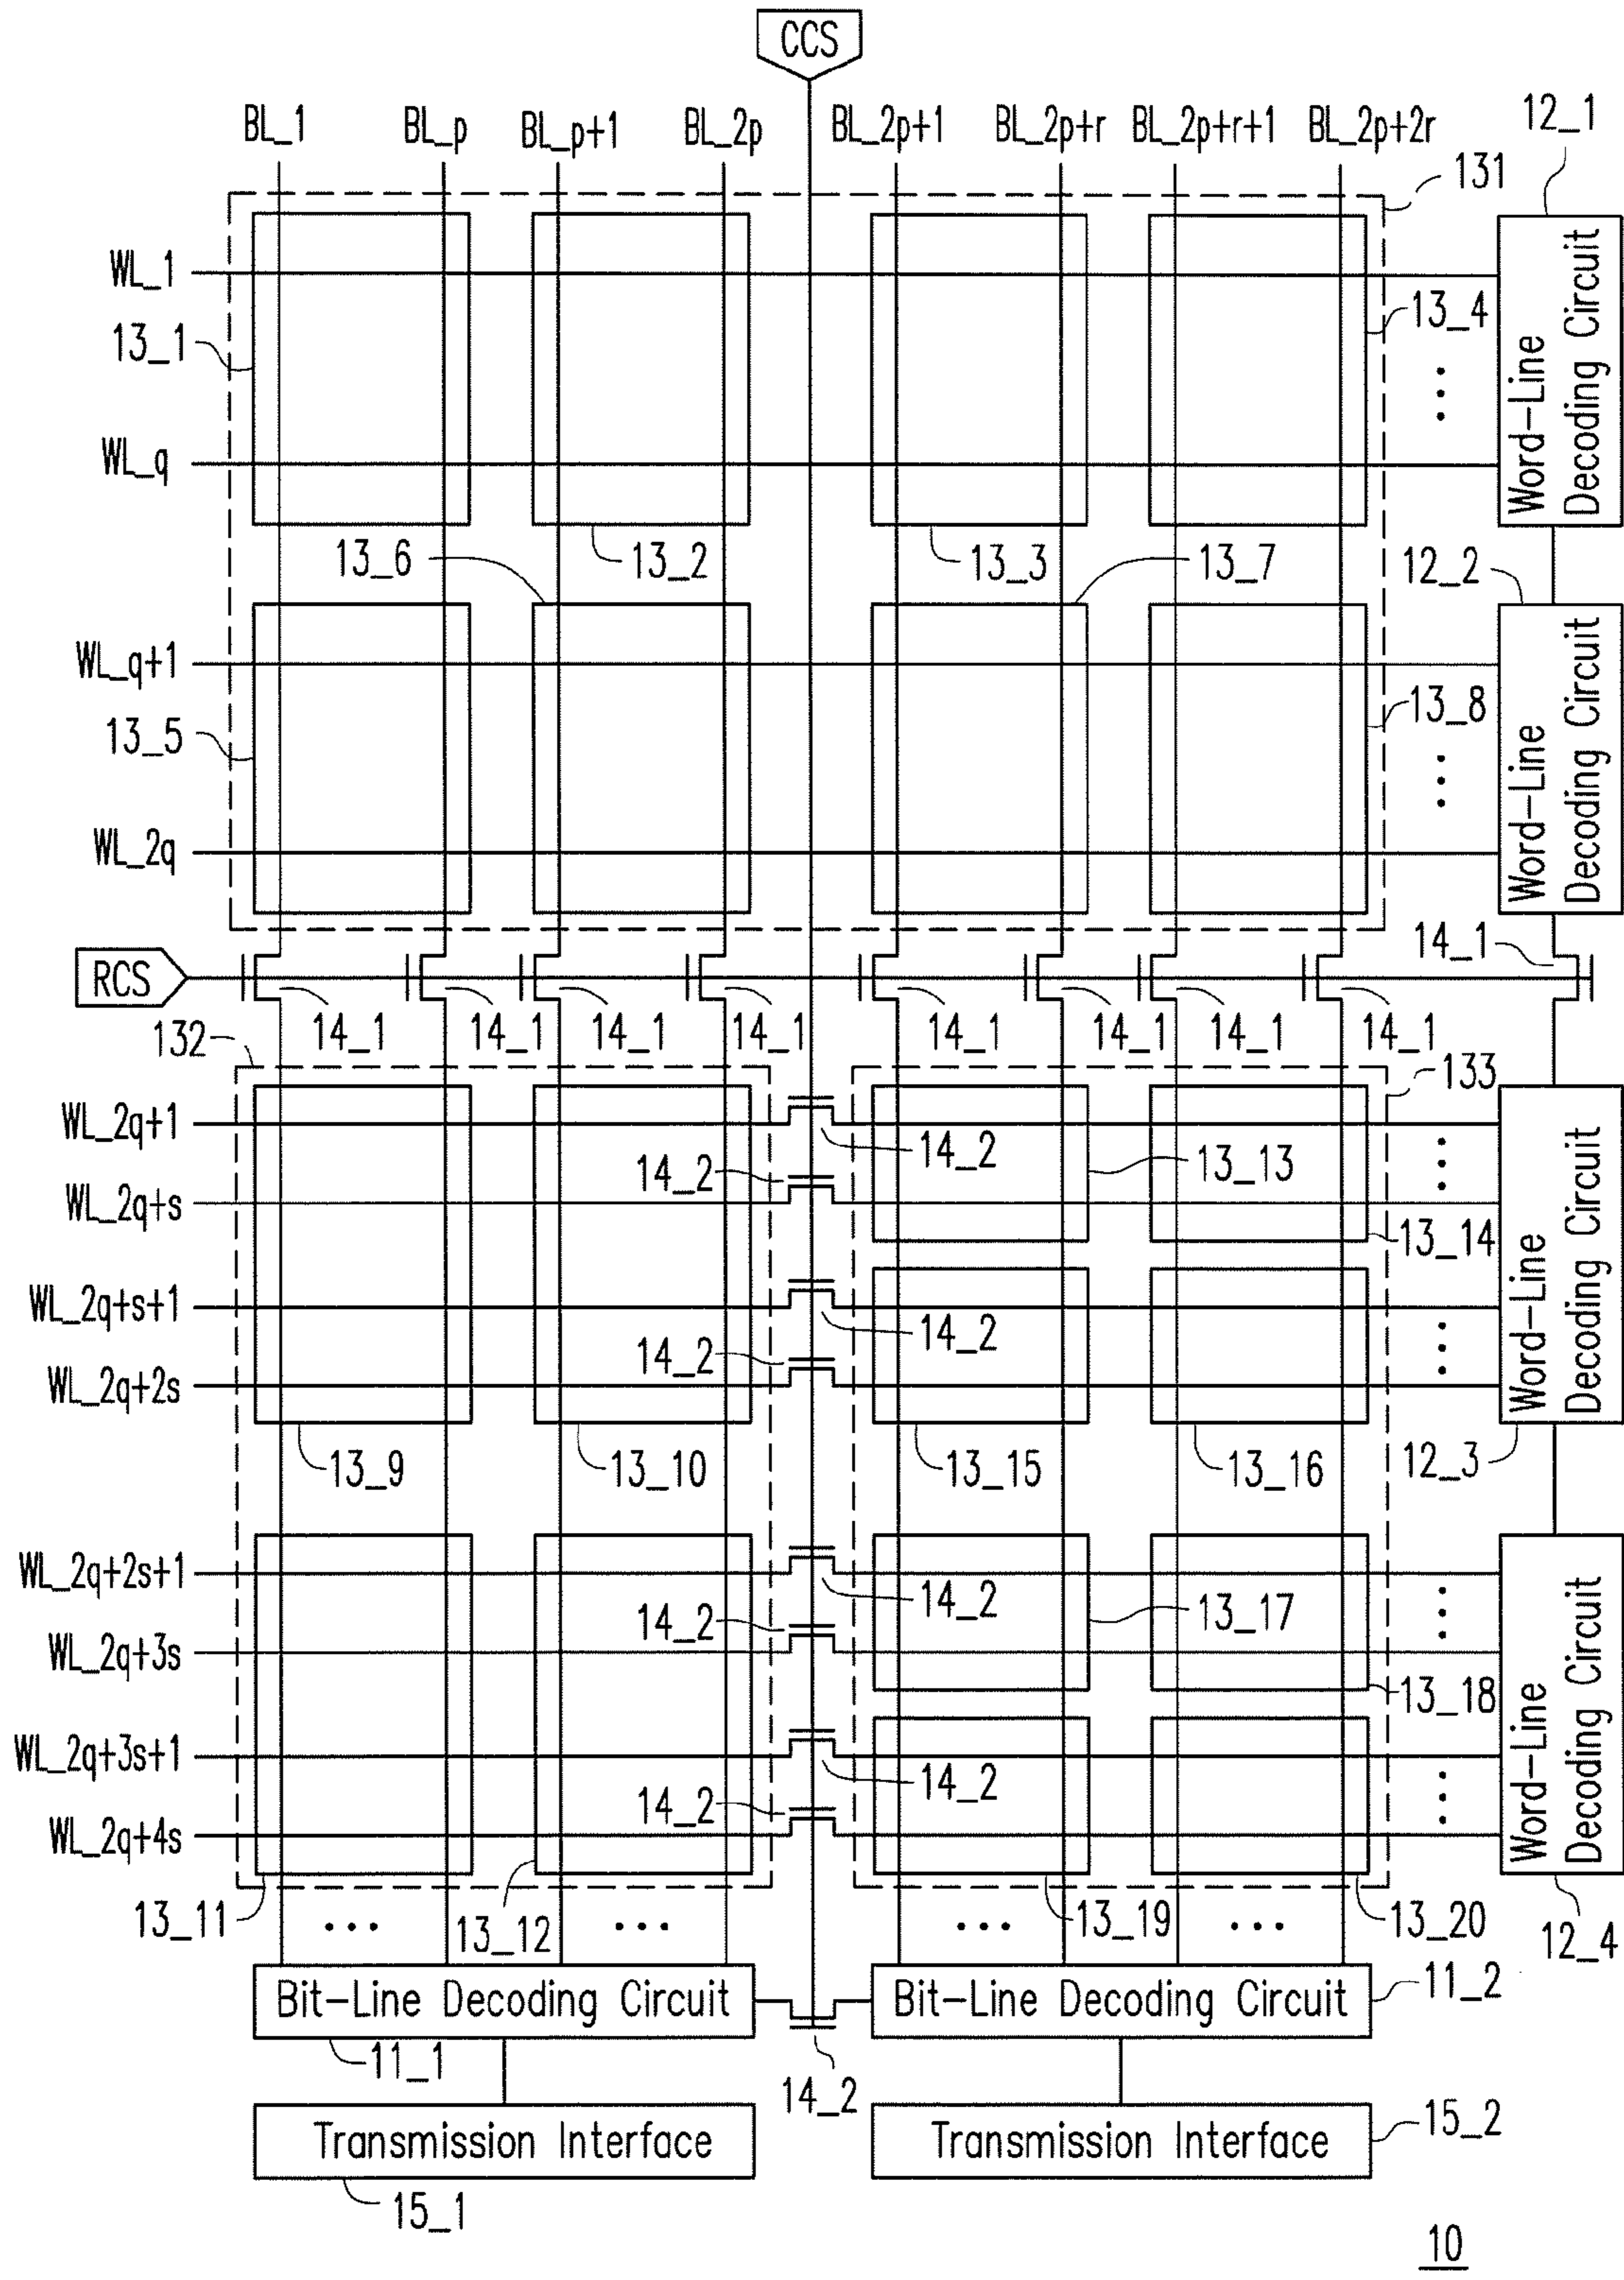 CCS
BL_1
BL_p
BL_p+1
BL_2p
BL_2p+1
BL_2p+r
BL_2p+r+1
BL_2p+2r
12_1
131
WL_1
13_1
13_4
WL_q
Word-Line
Decoding Circuit
13_6
13_2
13_3
13_7
12_2
WL_q+1
13_5
13_8
WL_2q
Word-Line
Decoding Circuit
RCS
14_1
14_1
14_1
14_1
14_1
14_1
14_1
14_1
14_1
132
133
WL_2q+1
14_2
13_13
WL_2q+s
14_2
13_14
WL_2q+s+1
14_2
WL_2q+2s
14_2
Word-Line
Decoding Circuit
13_9
13_10
13_15
13_16
12_3
WL_2q+2s+1
14_2
13_17
WL_2q+3s
14_2
13_18
WL_2q+3s+1
14_2
WL_2q+4s
14_2
Word-Line
Decoding Circuit
13_11
...
13_12
...
...
13_19
...
13_20
12_4
Bit-Line Decoding Circuit
Bit-Line Decoding Circuit
11_2
11_1
14_2
Transmission Interface
Transmission Interface
15_2
15_1
10